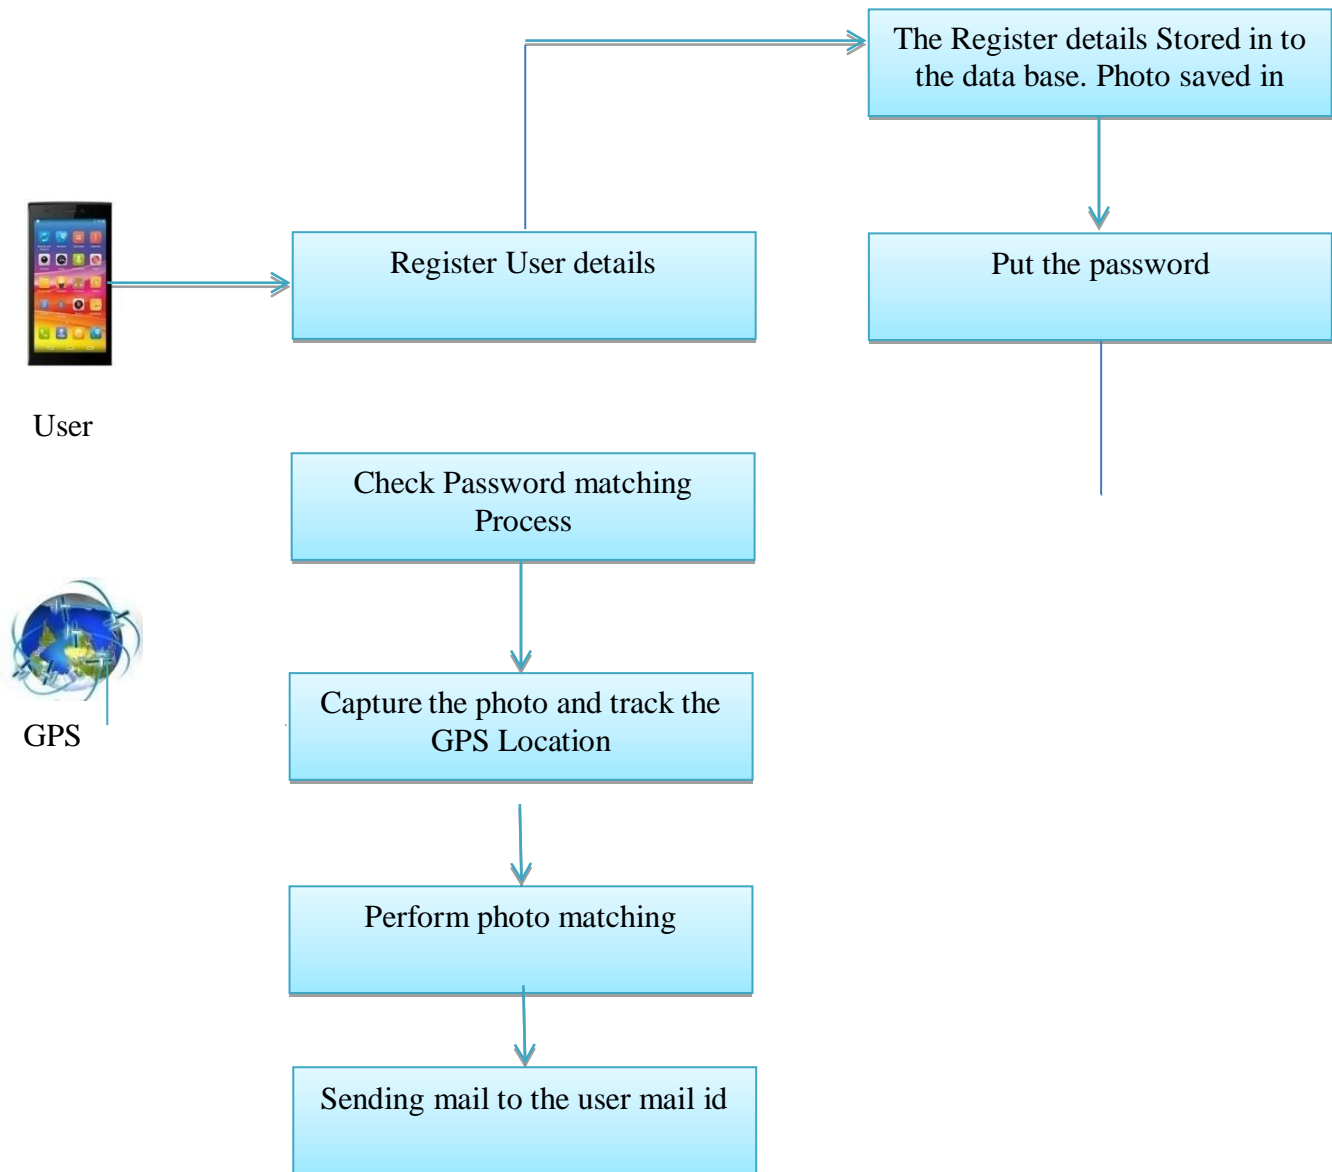 The Register details Stored in to
the data base. Photo saved in
Register User details
Put the password
User
Check Password matching
Process
GPS
Capture the photo and track the
GPS Location
Perform photo matching
Sending mail to the user mail id